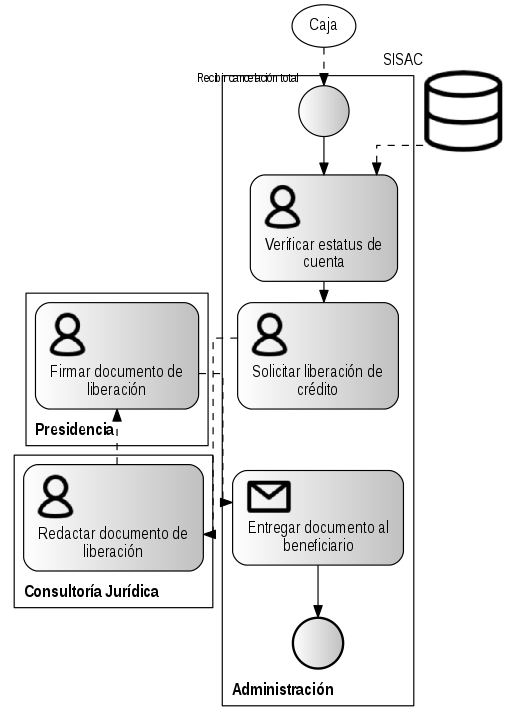 Caja
SISAC
Recibir cancelación total
Verificar estatus de
cuenta
Solicitar liberación de
crédito
Firmar documento de
liberación
Presidencia
Redactar documento de
liberación
Consultoría Jurídica
Entregar documento al
beneficiario
Administración